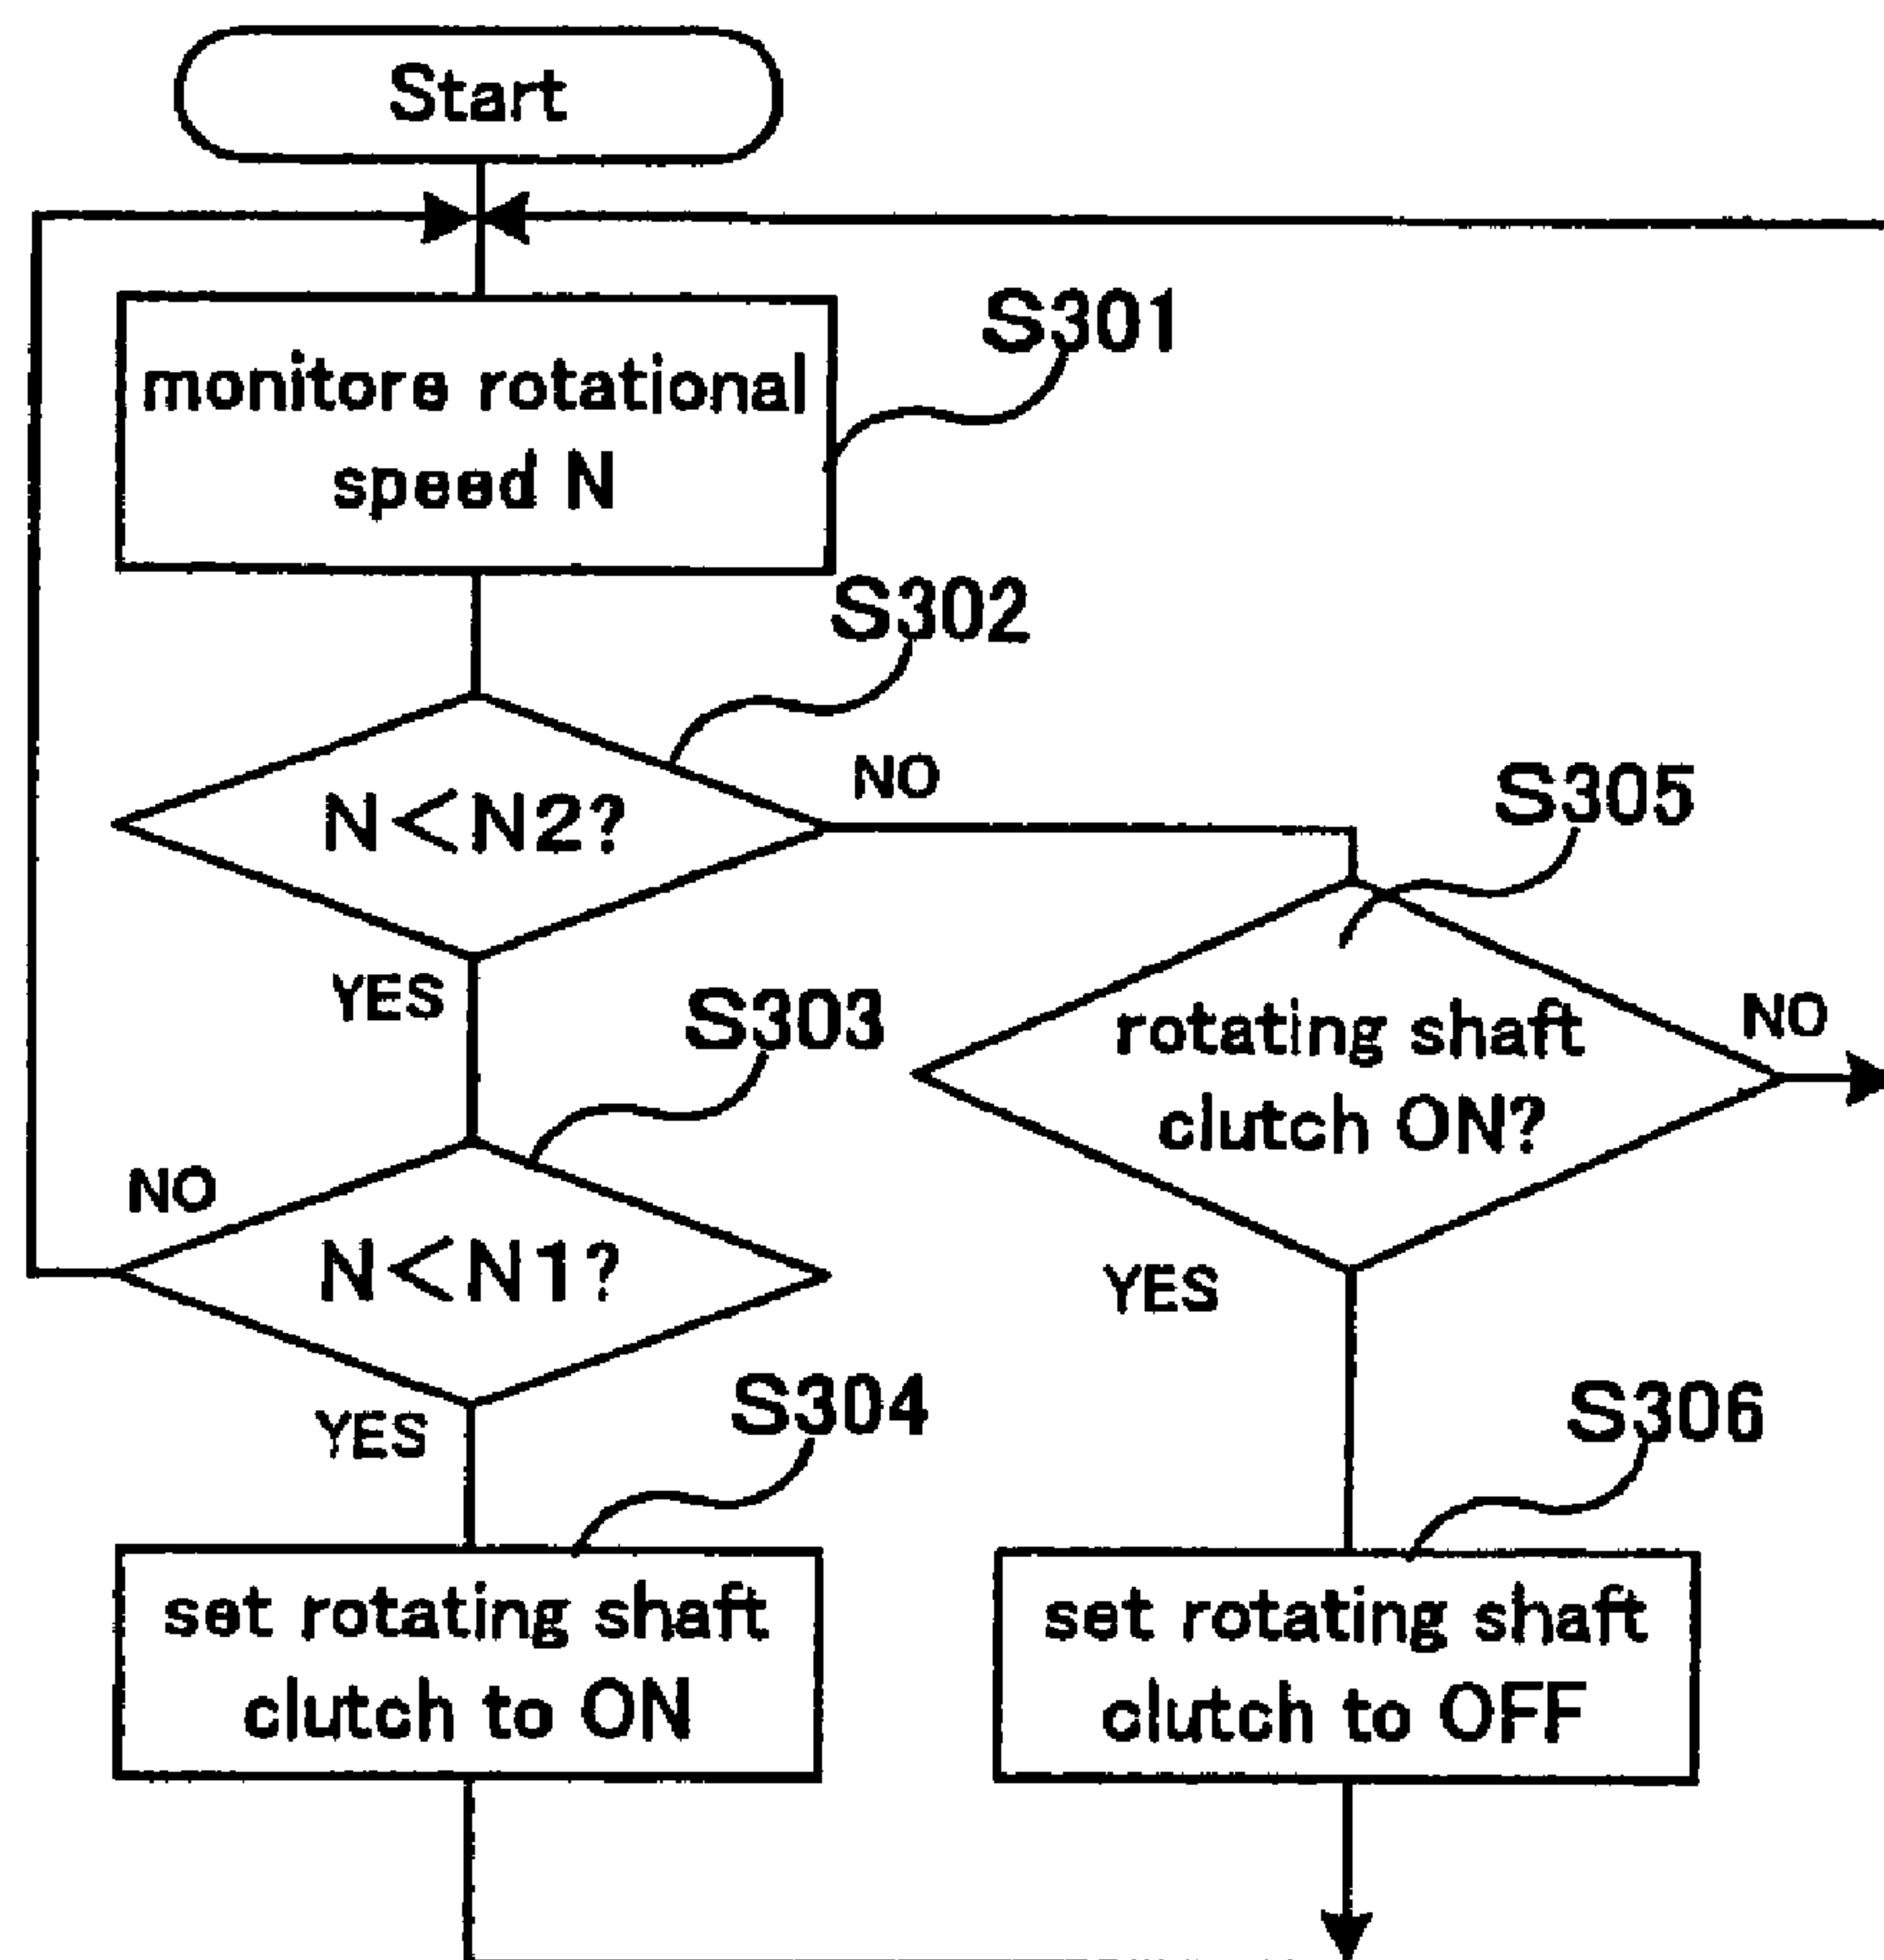 Start
S301
monitore rotational
speed N
S302
N<N2?
NO
YES
S305
rotating shaft
clutch ON?
NO
YES
S303
NO
N<N1?
YES
S304
set rotating shaft
clutch to ON
S306
set rotating shaft
clutch to OFF